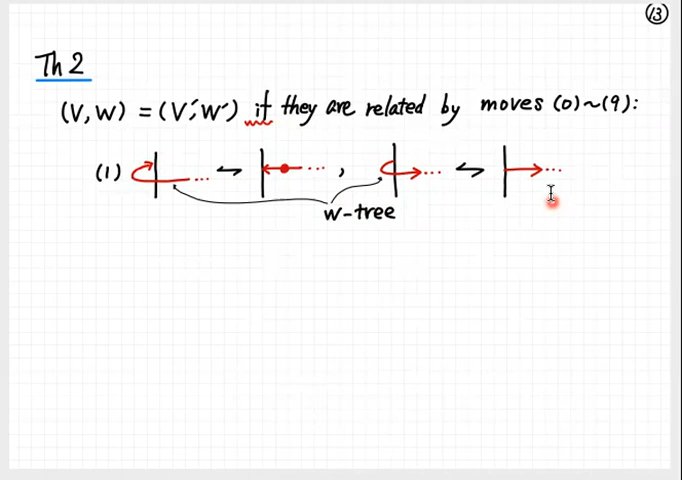 ⑬
Th 2
(V, W) = (V′, W′) if they are related by moves (0)~(9):
(1) ... ⇋ ... , ... ⇋ ...
w-tree